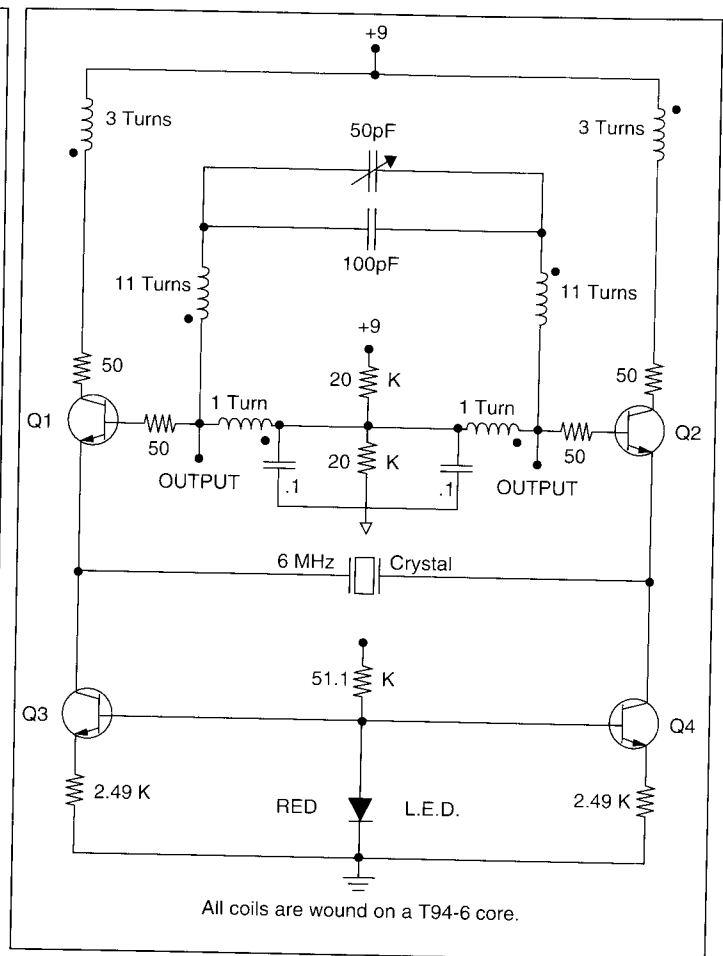 +9
3 Turns
3 Turns
50pF
100pF
11 Turns
11 Turns
+9
50
50
20 K
1 Turn
1 Turn
Q1
Q2
50
50
20 K
OUTPUT
OUTPUT
.1
.1
6 MHz Crystal
51.1 K
Q3
Q4
2.49 K
2.49 K
RED L.E.D.
All coils are wound on a T94-6 core.